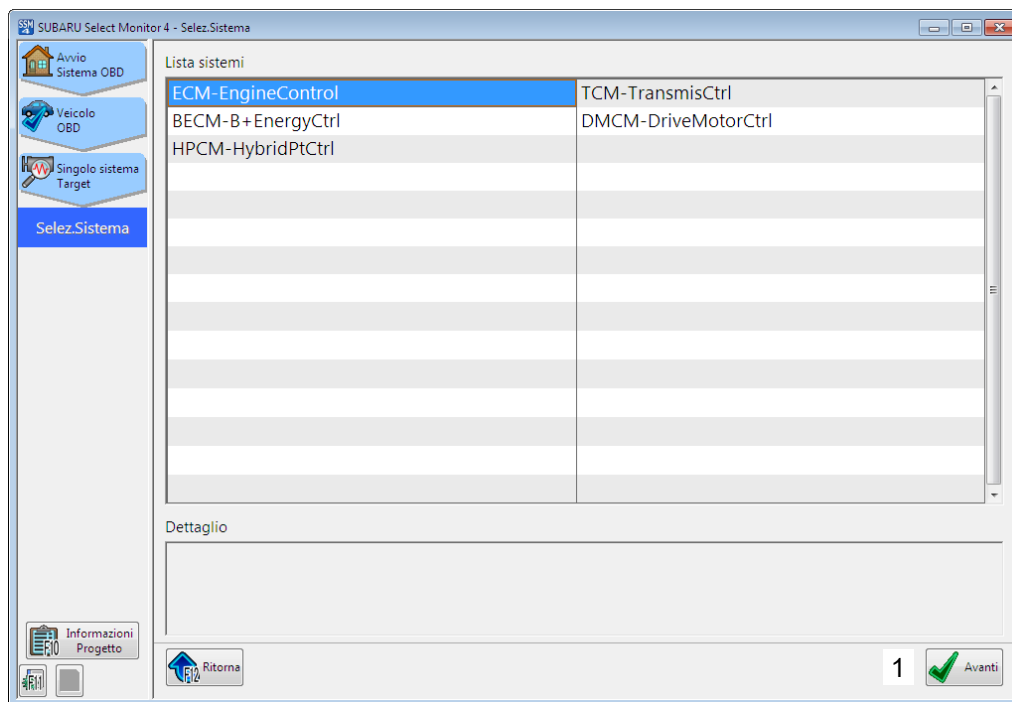 SSM4 SUBARU Select Monitor 4 - Selez.Sistema
Avvio
Sistema OBD
Veicolo
OBD
Singolo sistema
Target
Selez.Sistema
Lista sistemi
ECM-EngineControl TCM-TransmisCtrl
BECM-B+EnergyCtrl DMCM-DriveMotorCtrl
HPCM-HybridPtCtrl
Dettaglio
F10 Informazioni
Progetto
F11
F12 Ritorna
1 Avanti